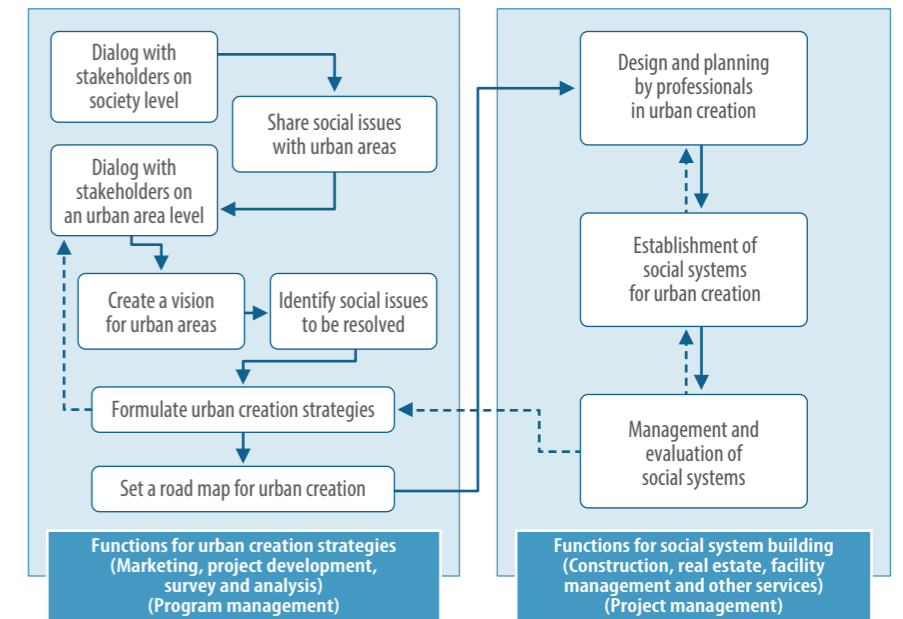 Dialog with
stakeholders on
society level
Share social issues
with urban areas
Dialog with
stakeholders on
an urban area level
Create a vision
for urban areas
Identify social issues
to be resolved
Formulate urban creation strategies
Set a road map for urban creation
Functions for urban creation strategies
(Marketing, project development,
survey and analysis)
(Program management)
Design and planning
by professionals
in urban creation
Establishment of
social systems
for urban creation
Management and
evaluation of
social systems
Functions for social system building
(Construction, real estate, facility
management and other services)
(Project management)